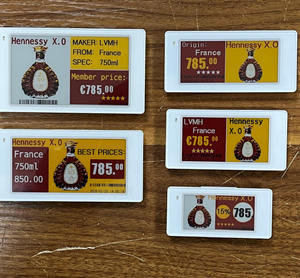 Hennessy X.O
MAKER: LVMH
FROM: France
SPEC: 750ml
Member price:
€785.00
Origin:
France
785.00
Hennessy X.O
LVMH
France
785.00
Hennessy
X.O
Hennessy X.O
France
750ml
850.00
BEST PRICES:
785.00
Hennessy X.O
15%
785